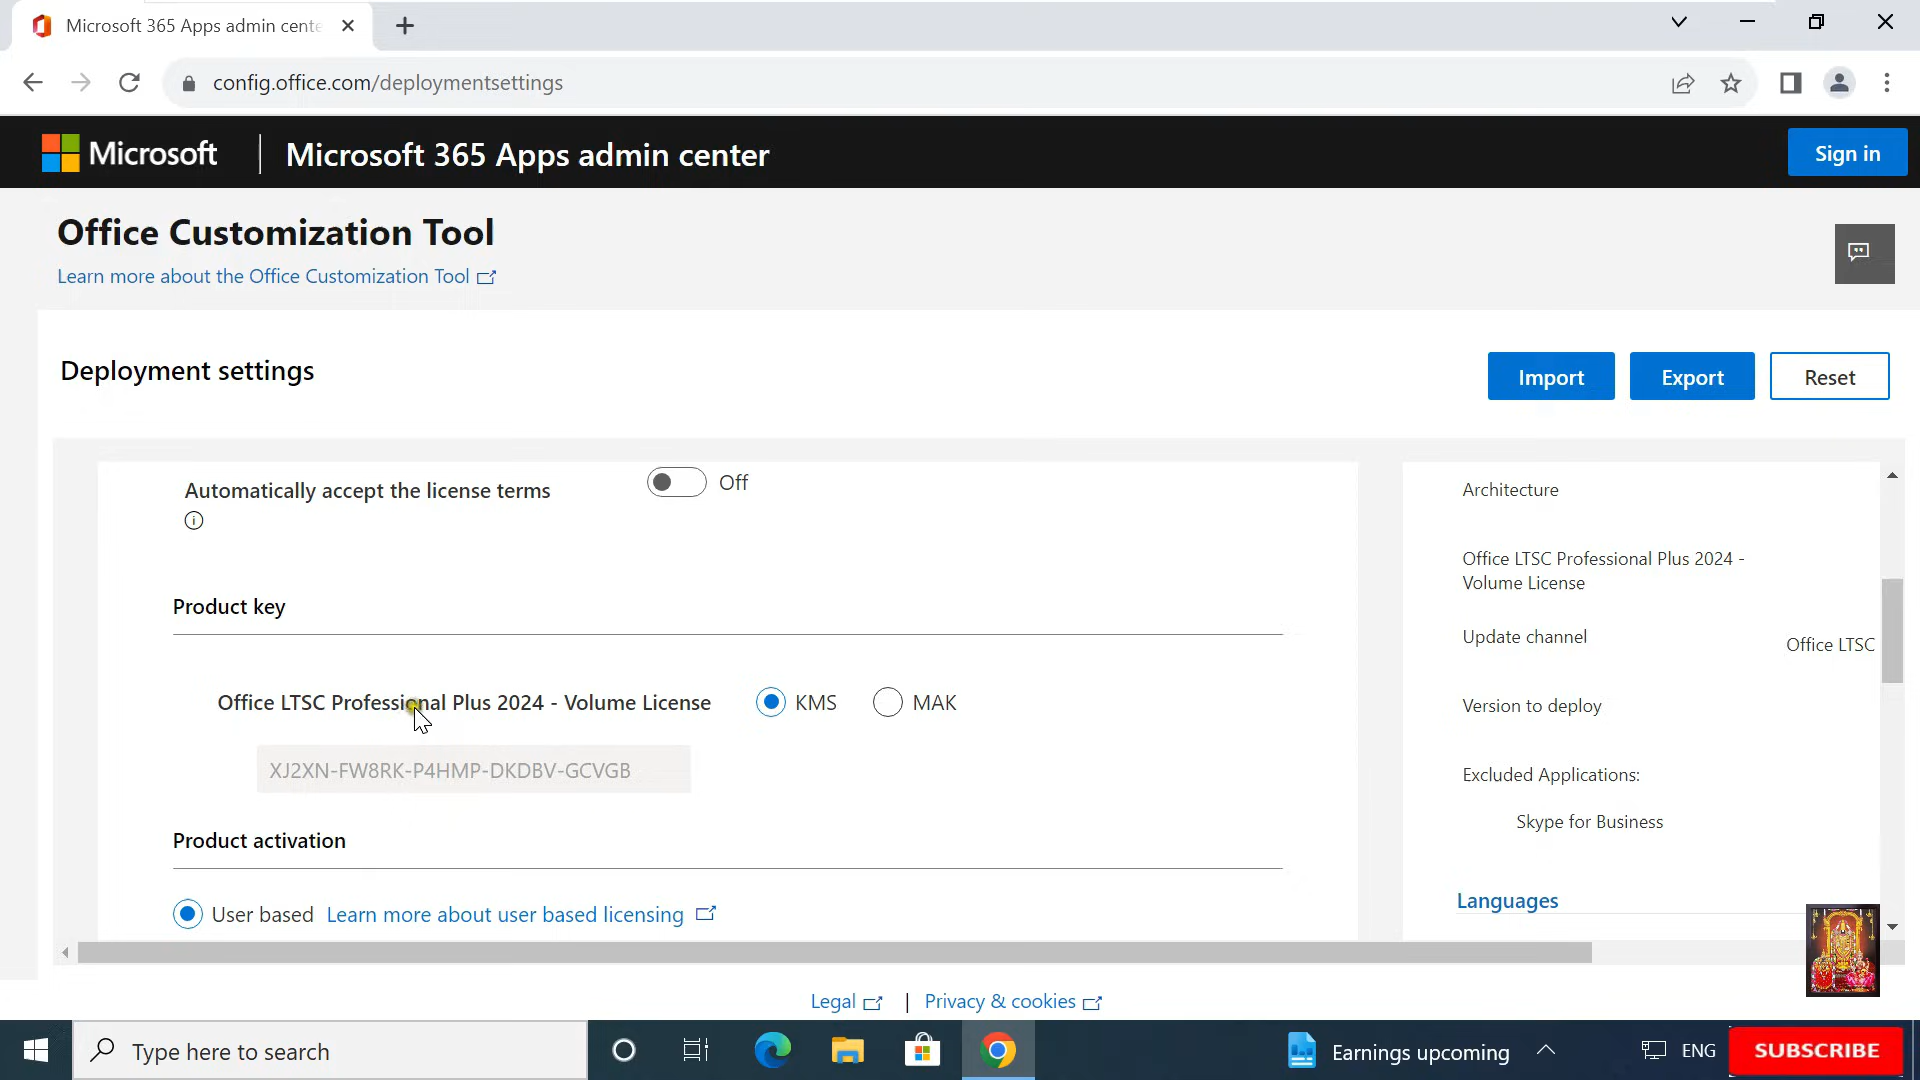 Microsoft 365 Apps admin cente
config.office.com/deploymentsettings
Microsoft
Microsoft 365 Apps admin center
Sign in
Office Customization Tool
Learn more about the Office Customization Tool
Deployment settings
Import
Export
Reset
Automatically accept the license terms
Off
Product key
Office LTSC Professional Plus 2024 - Volume License
KMS
MAK
XJ2XN-FW8RK-P4HMP-DKDBV-GCVGB
Product activation
User based
Learn more about user based licensing
Architecture
Office LTSC Professional Plus 2024 -
Volume License
Update channel
Office LTSC
Version to deploy
Excluded Applications:
Skype for Business
Languages
Legal
|
Privacy & cookies
Type here to search
Earnings upcoming
ENG
SUBSCRIBE